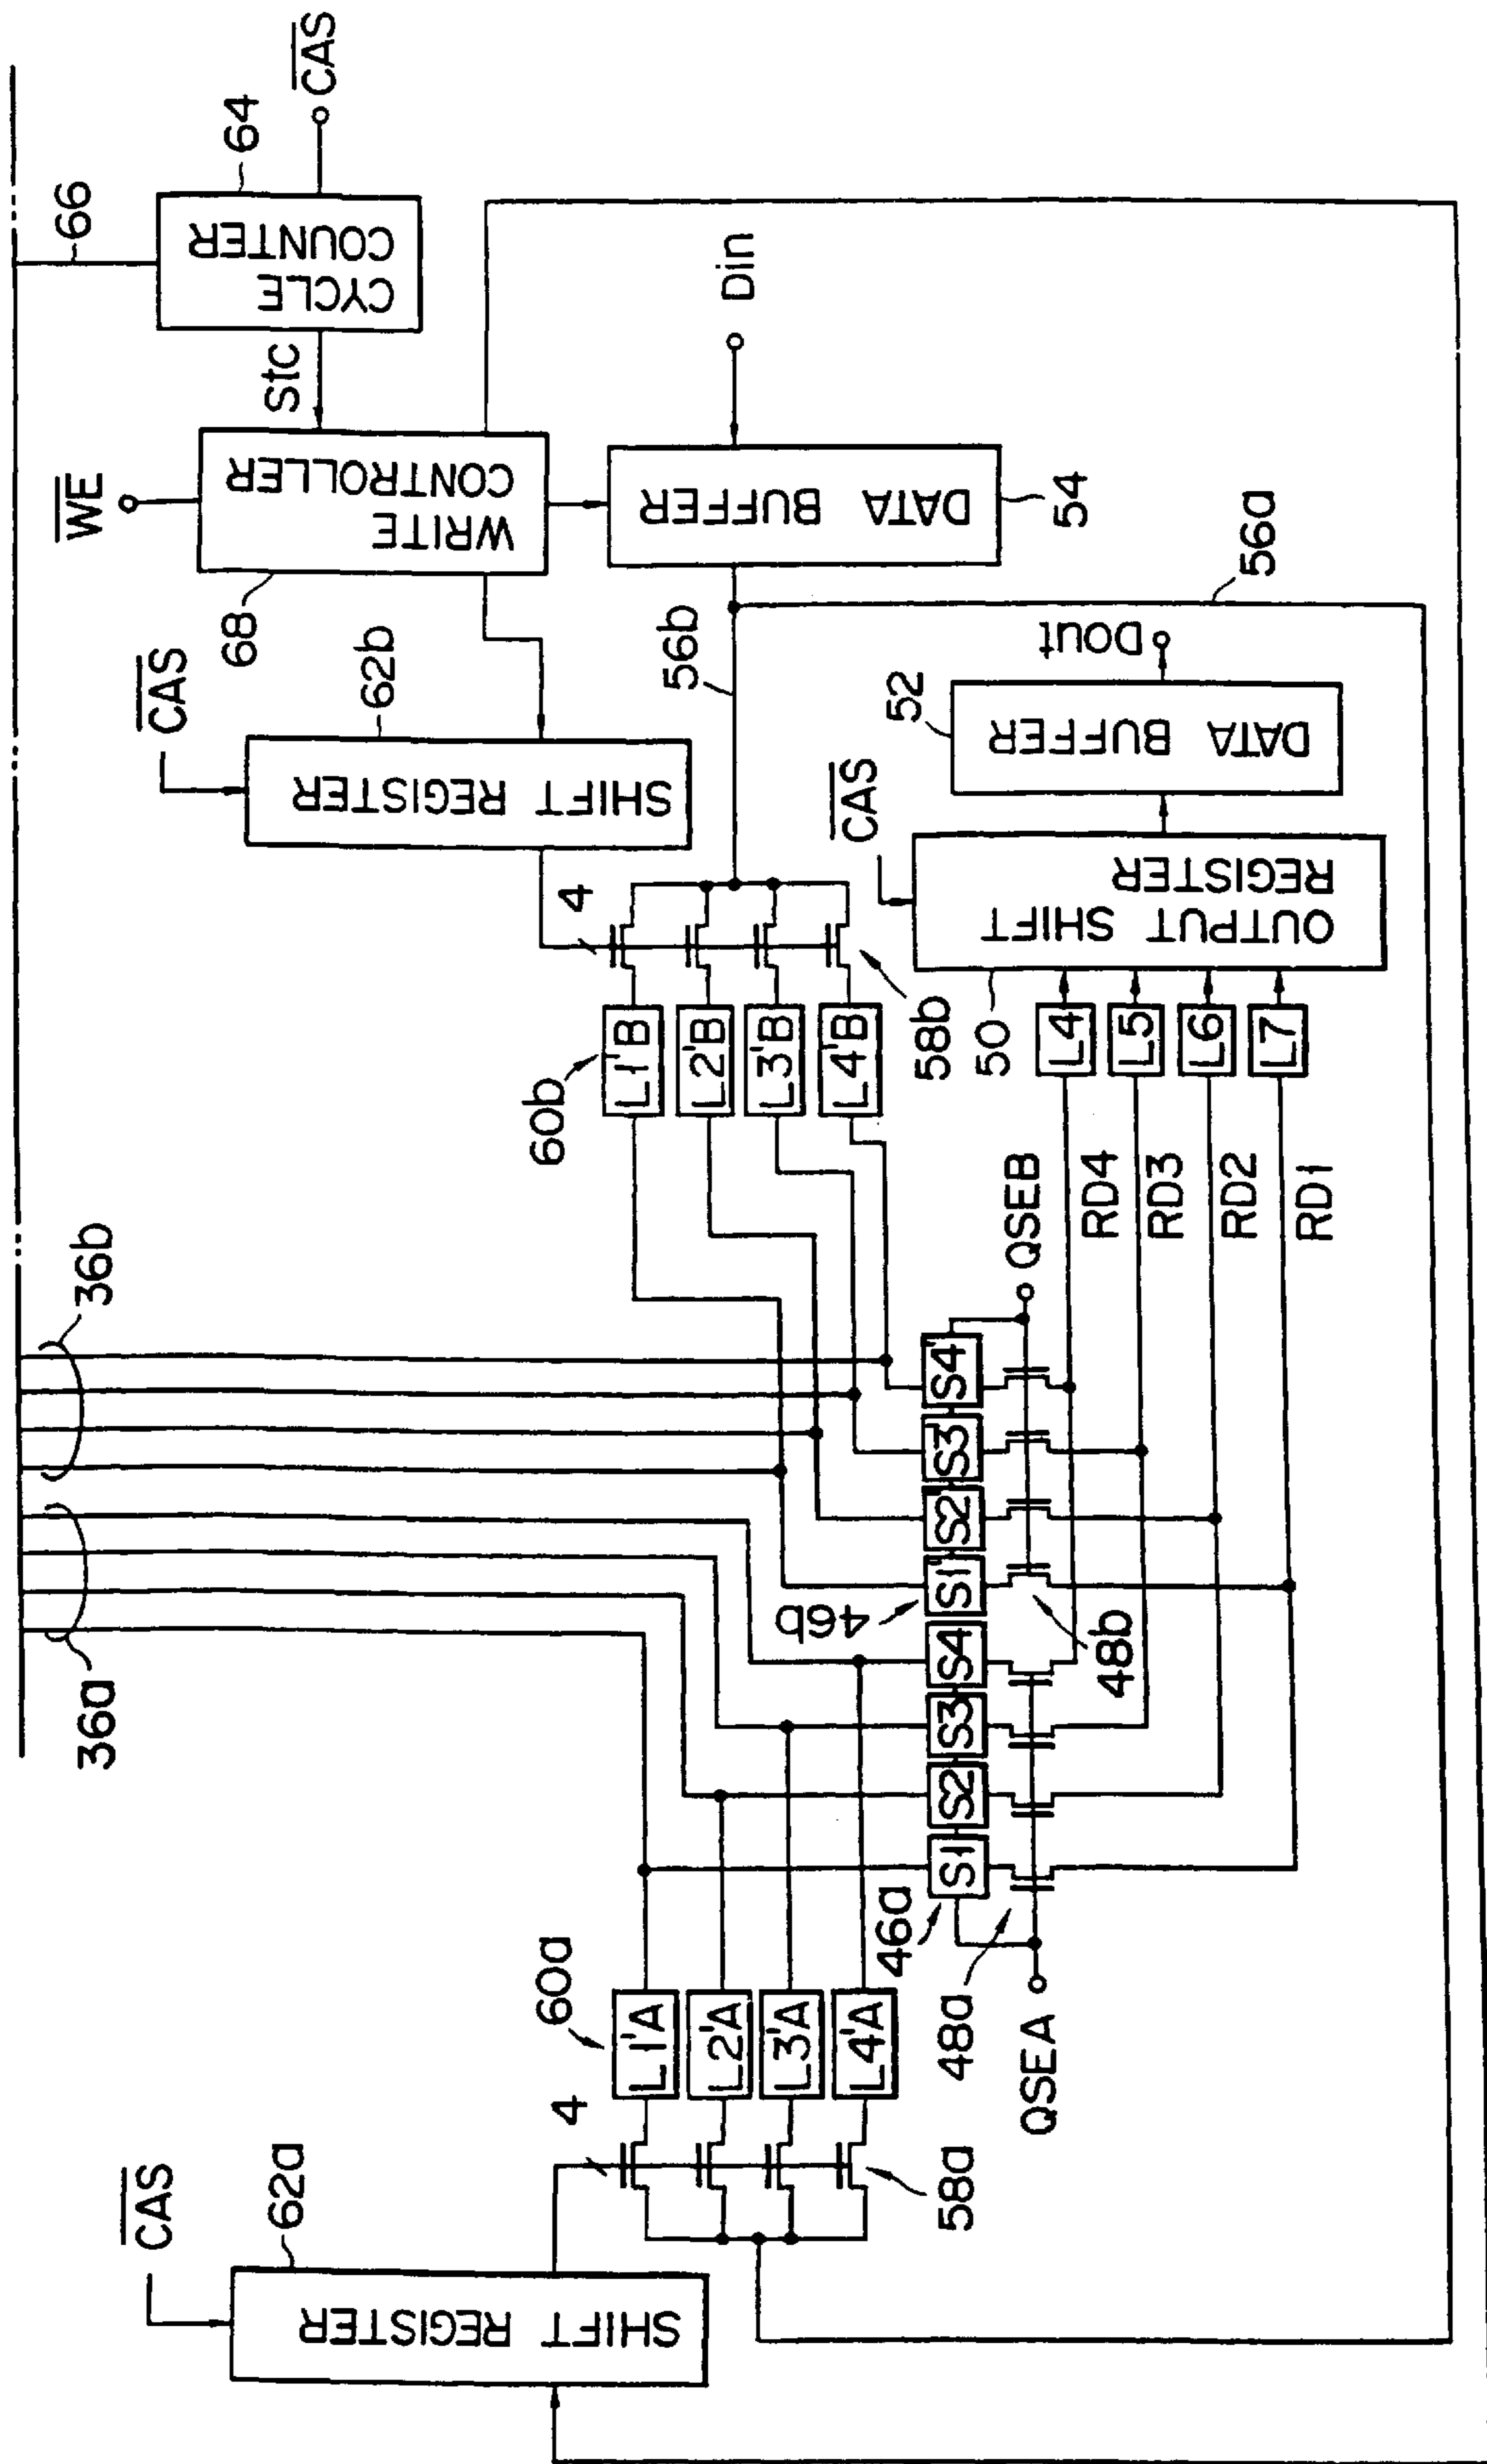 66
64
CYCLE
COUNTER
CAS
stc
WE
WRITE
CONTROLLER
68
Din
DATA BUFFER
54
56a
56b
CAS
62b
SHIFT REGISTER
52
DATA BUFFER
Dout
CAS
OUTPUT SHIFT
REGISTER
50
4
58b
60b
L1'B
L2'B
L3'B
L4'B
L4
L5
L6
L7
36b
36a
QSEB
RD4
RD3
RD2
RD1
S4'
S3'
S2'
S1'
46b
48b
S4
S3
S2
S1
46a
48a
QSEA
60a
L1'A
L2'A
L3'A
L4'A
4
58a
CAS
62a
SHIFT REGISTER